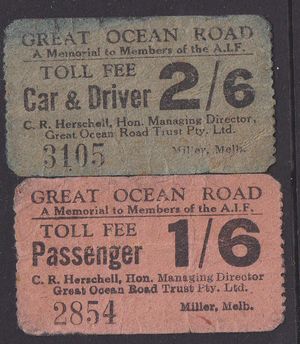 GREAT OCEAN ROAD
A Memorial to Members of the A.I.F.
TOLL FEE
Car & Driver 2/6
C. R. Herschell, Hon. Managing Director,
Great Ocean Road Trust Pty. Ltd.
3105 Miller, Melb.
GREAT OCEAN ROAD
A Memorial to Members of the A.I.F.
TOLL FEE
Passenger 1/6
C. R. Herschell, Hon. Managing Director
Great Ocean Road Trust Pty. Ltd.
2854 Miller, Melb.